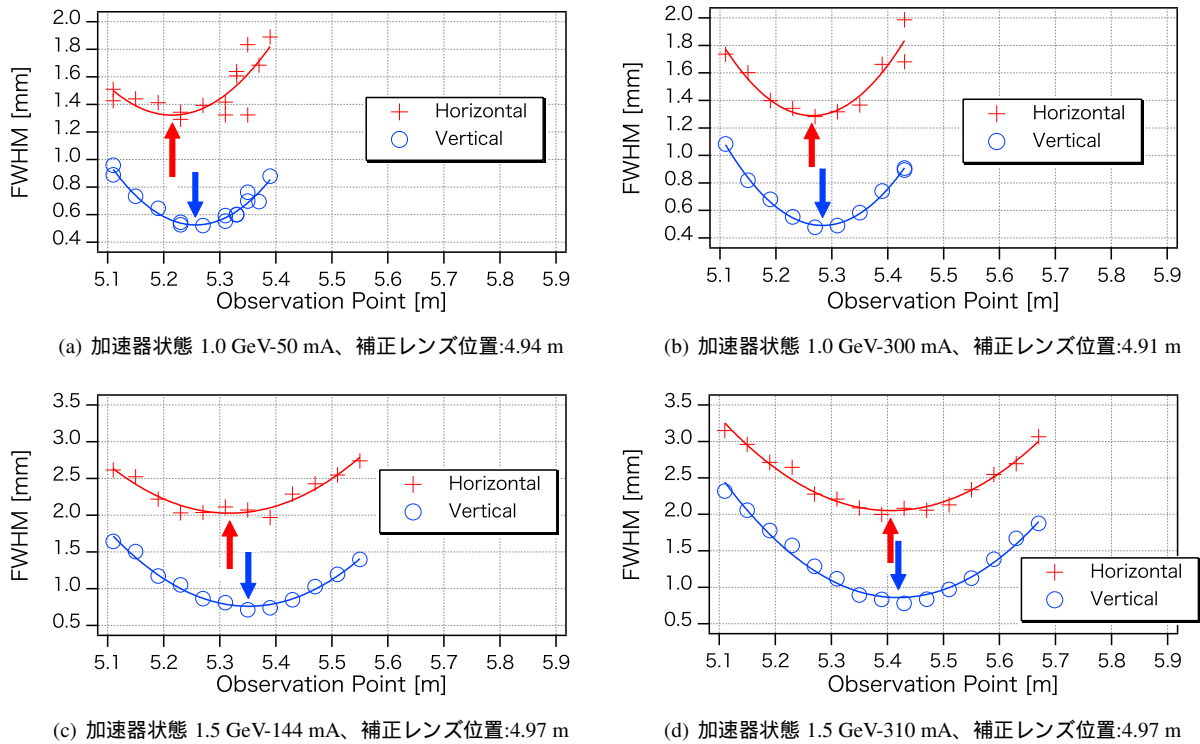 2.0
1.8
1.6
1.4
1.2
1.0
0.8
0.6
0.4
FWHM [mm]
Horizontal
Vertical
5.1 5.2 5.3 5.4 5.5 5.6 5.7 5.8 5.9
Observation Point [m]
(a) 加速器状態 1.0 GeV-50 mA、補正レンズ位置:4.94 m
2.0
1.8
1.6
1.4
1.2
1.0
0.8
0.6
0.4
FWHM [mm]
Horizontal
Vertical
5.1 5.2 5.3 5.4 5.5 5.6 5.7 5.8 5.9
Observation Point [m]
(b) 加速器状態 1.0 GeV-300 mA、補正レンズ位置:4.91 m
3.5
3.0
2.5
2.0
1.5
1.0
0.5
FWHM [mm]
Horizontal
Vertical
5.1 5.2 5.3 5.4 5.5 5.6 5.7 5.8 5.9
Observation Point [m]
(c) 加速器状態 1.5 GeV-144 mA、補正レンズ位置:4.97 m
3.5
3.0
2.5
2.0
1.5
1.0
0.5
FWHM [mm]
Horizontal
Vertical
5.1 5.2 5.3 5.4 5.5 5.6 5.7 5.8 5.9
Observation Point [m]
(d) 加速器状態 1.5 GeV-310 mA、補正レンズ位置:4.97 m